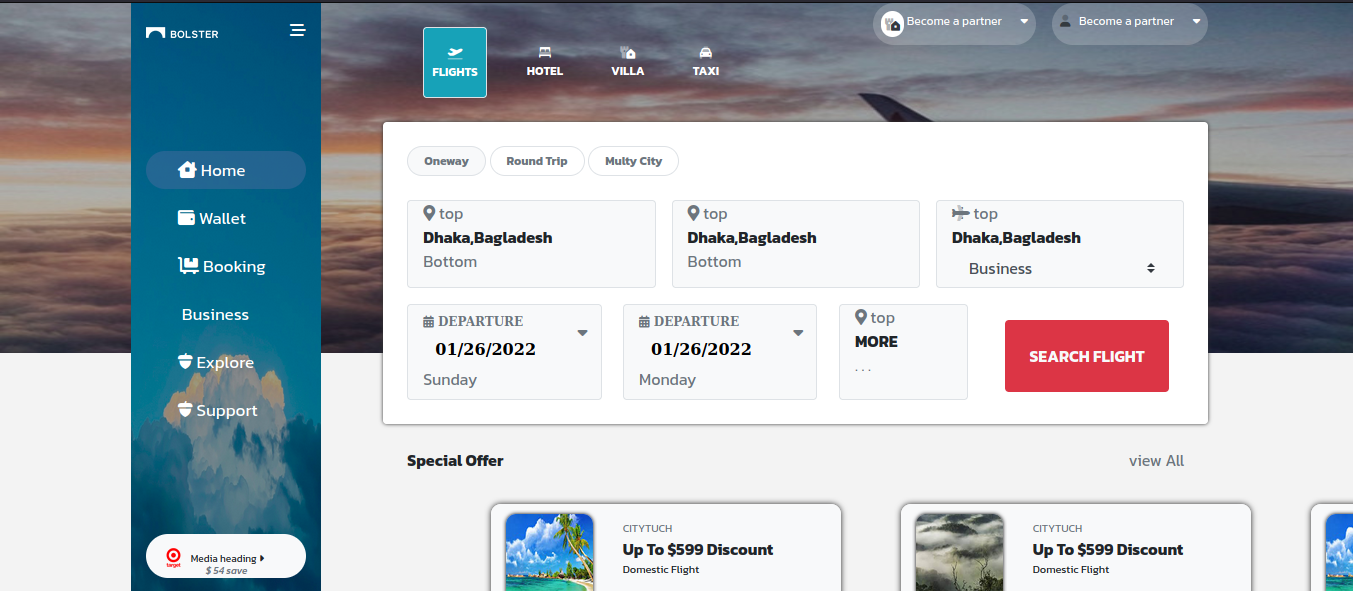 BOLSTER
Home
Wallet
Booking
Business
Explore
Support
target
Media heading
$ 54 save
FLIGHTS
HOTEL
VILLA
TAXI
Become a partner
Become a partner
Oneway
Round Trip
Multy City
top
Dhaka,Bagladesh
Bottom
top
Dhaka,Bagladesh
Bottom
top
Dhaka,Bagladesh
Business
DEPARTURE
01/26/2022
Sunday
DEPARTURE
01/26/2022
Monday
top
MORE
...
SEARCH FLIGHT
Special Offer
view All
CITYTUCH
Up To $599 Discount
Domestic Flight
CITYTUCH
Up To $599 Discount
Domestic Flight